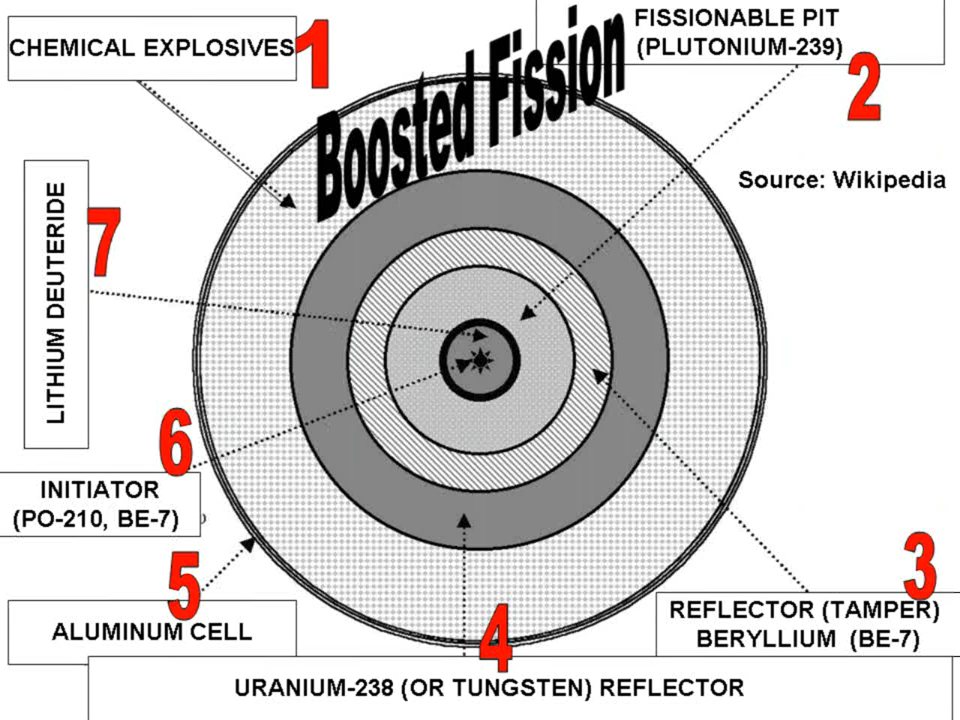 CHEMICAL EXPLOSIVES
1
FISSIONABLE PIT
(PLUTONIUM-239)
2
Boosted Fission
Source: Wikipedia
LITHIUM DEUTERIDE
7
6
INITIATOR
(PO-210, BE-7)
5
ALUMINUM CELL
3
REFLECTOR (TAMPER)
BERYLLIUM (BE-7)
4
URANIUM-238 (OR TUNGSTEN) REFLECTOR